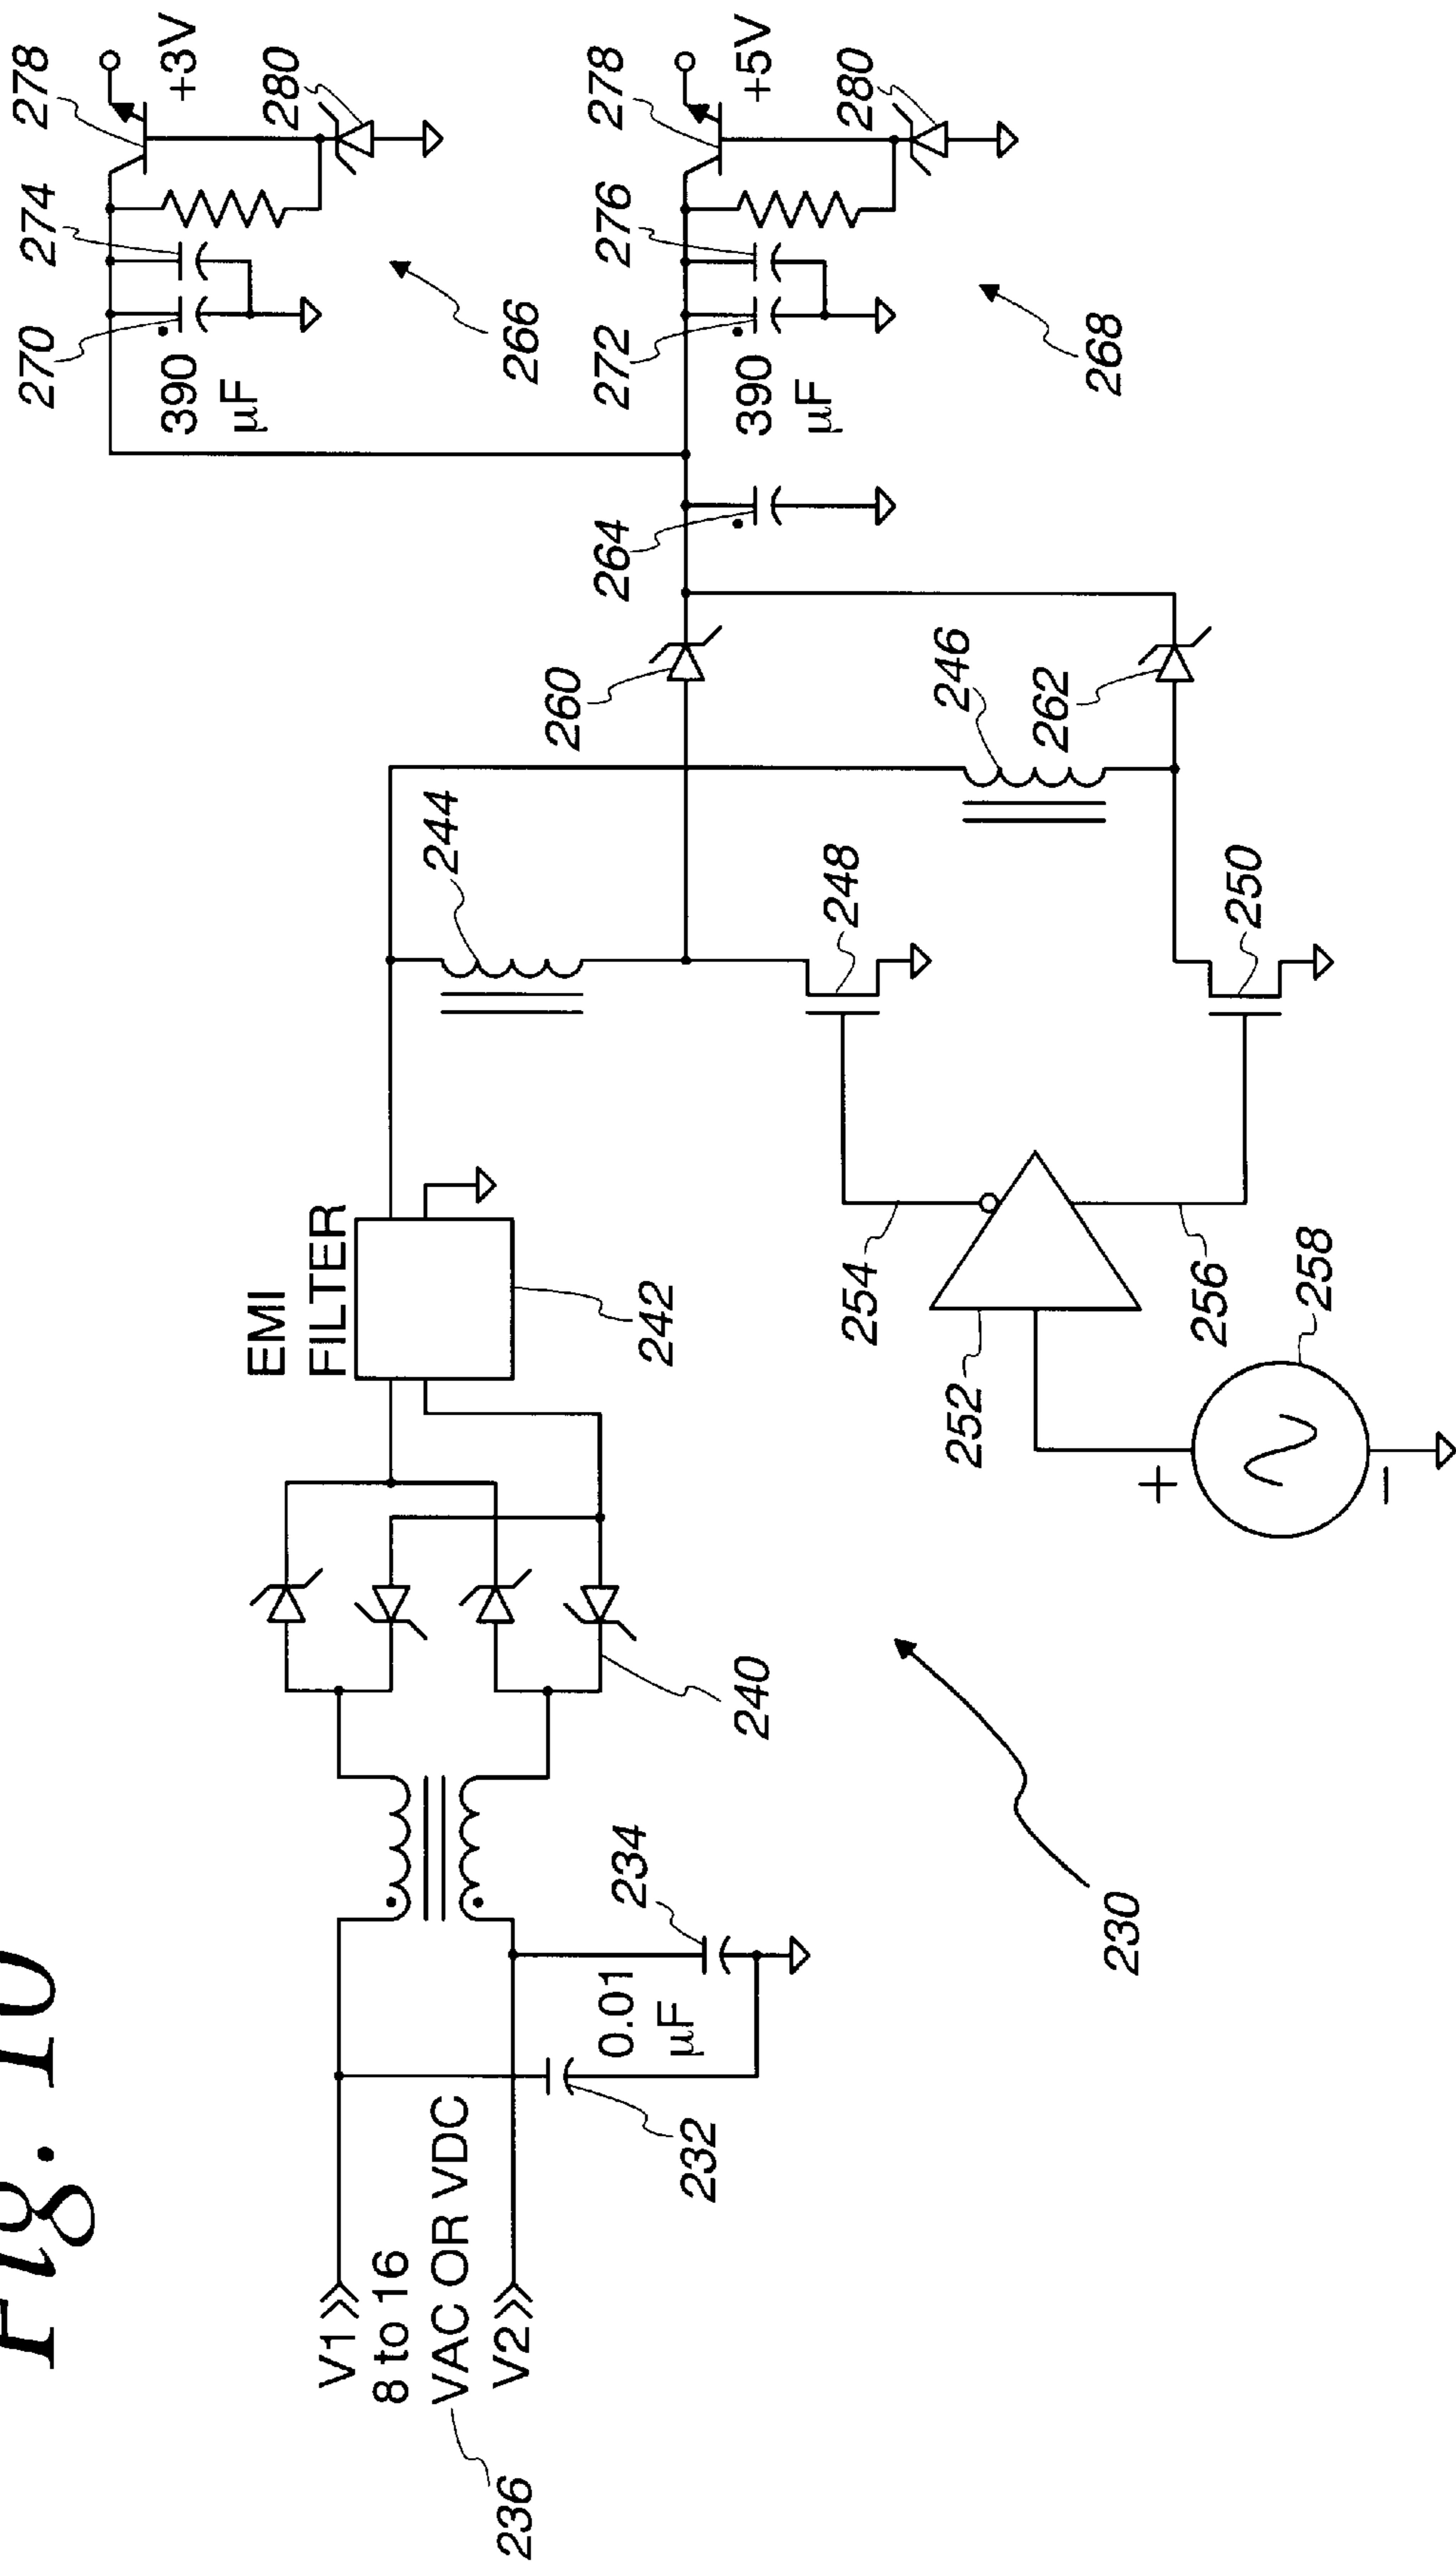 Fig. 10
V1
8 to 16
VAC OR VDC
V2
236
232
0.01
µF
234
240
EMI
FILTER
242
230
244
246
248
250
252
254
256
258
+
−
260
262
264
390
µF
270
274
278
+3V
280
266
390
µF
272
276
278
+5V
280
268